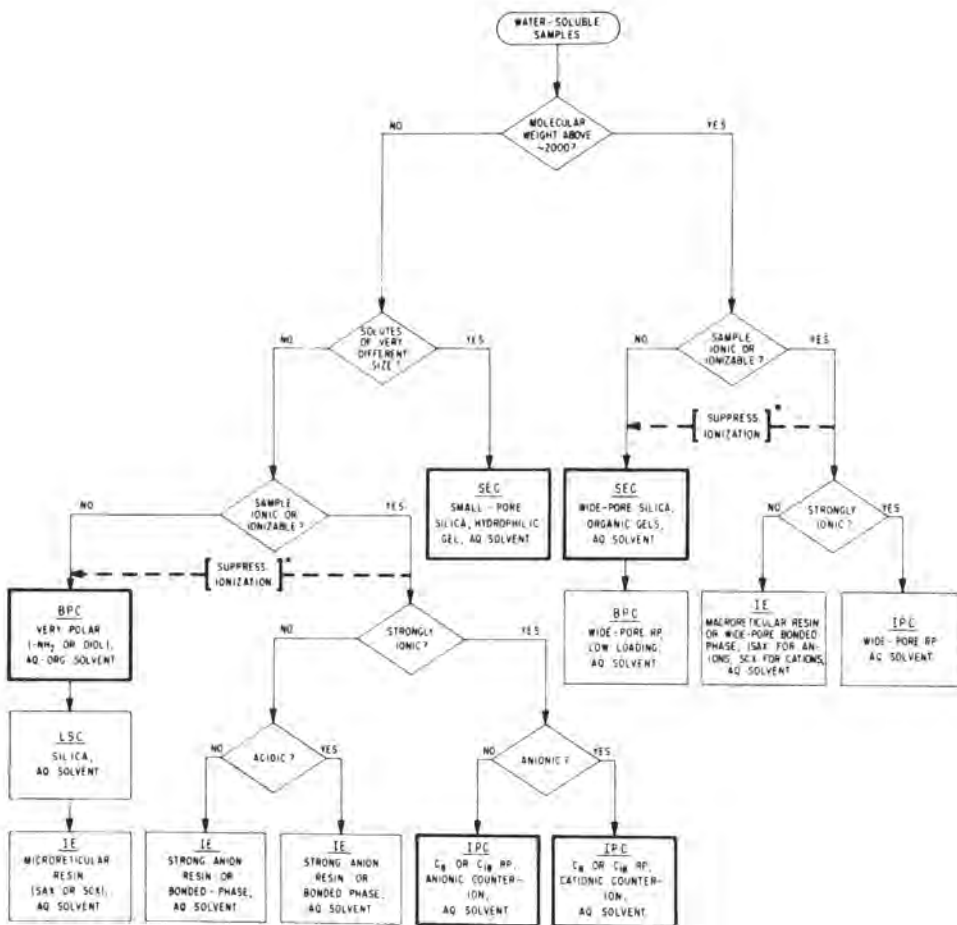 WATER-SOLUBLE
SAMPLES
MOLECULAR
WEIGHT ABOVE
~2000?
NO
YES
SOLUTES
OF VERY
DIFFERENT
SIZE?
NO
YES
SAMPLE
IONIC OR
IONIZABLE?
NO
YES
[SUPPRESS
IONIZATION]*
SAMPLE
IONIC OR
IONIZABLE?
NO
YES
[SUPPRESS
IONIZATION]*
SEC
SMALL-PORE
SILICA, HYDROPHILIC
GEL, AQ SOLVENT
SEC
WIDE-PORE SILICA,
ORGANIC GELS,
AQ SOLVENT
STRONGLY
IONIC?
NO
YES
BPC
VERY POLAR
(-NH2 OR DIOL),
AQ-ORG SOLVENT
STRONGLY
IONIC?
NO
YES
BPC
WIDE-PORE RP,
LOW LOADING,
AQ SOLVENT
IE
MACRORETICULAR RESIN
OR WIDE-PORE BONDED
PHASE, (SAX FOR AN-
IONS, SCX FOR CATIONS,
AQ SOLVENT
IPC
WIDE-PORE RP
AQ SOLVENT
LSC
SILICA,
AQ SOLVENT
ACIDIC?
NO
YES
ANIONIC?
NO
YES
IE
MICRORETICULAR
RESIN
(SAX OR SCX),
AQ SOLVENT
IE
STRONG ANION
RESIN OR
BONDED-PHASE,
AQ SOLVENT
IE
STRONG ANION
RESIN OR
BONDED PHASE,
AQ SOLVENT
IPC
C8 OR C18 RP,
ANIONIC COUNTER-
ION,
AQ SOLVENT
IPC
C8 OR C18 RP,
CATIONIC COUNTER-
ION,
AQ SOLVENT